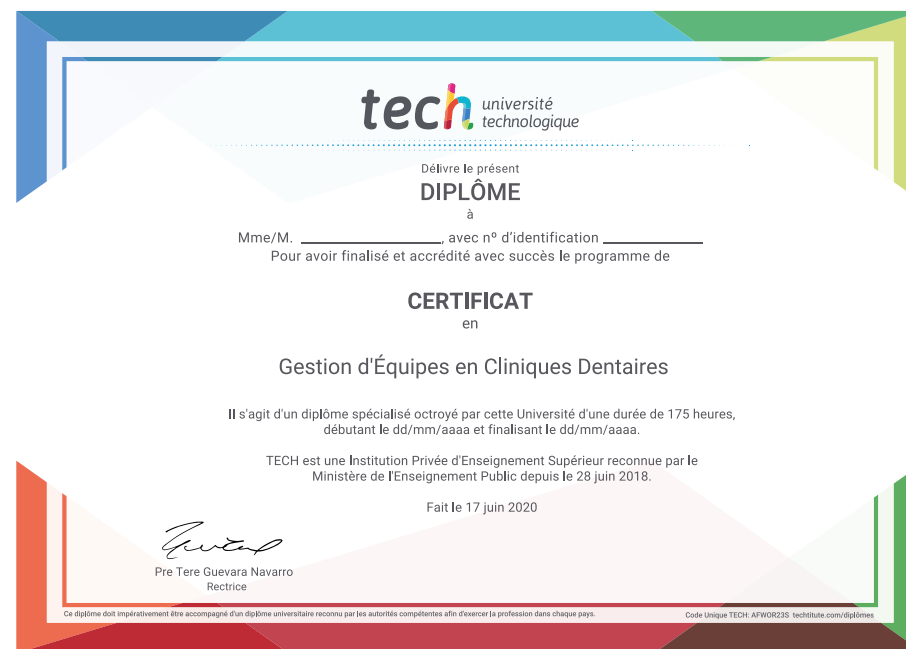 tech université
technologique
Délivre le présent
DIPLÔME
à
Mme/M. ____________________, avec nº d'identification ______________
Pour avoir finalisé et accrédité avec succès le programme de
CERTIFICAT
en
Gestion d'Équipes en Cliniques Dentaires
Il s'agit d'un diplôme spécialisé octroyé par cette Université d'une durée de 175 heures,
débutant le dd/mm/aaaa et finalisant le dd/mm/aaaa.
TECH est une Institution Privée d'Enseignement Supérieur reconnue par le
Ministère de l'Enseignement Public depuis le 28 juin 2018.
Fait le 17 juin 2020
Pre Tere Guevara Navarro
Rectrice
Ce diplôme doit impérativement être accompagné d'un diplôme universitaire reconnu par les autorités compétentes afin d'exercer la profession dans chaque pays.
Code Unique TECH: AFWOR23S techtitute.com/diplômes